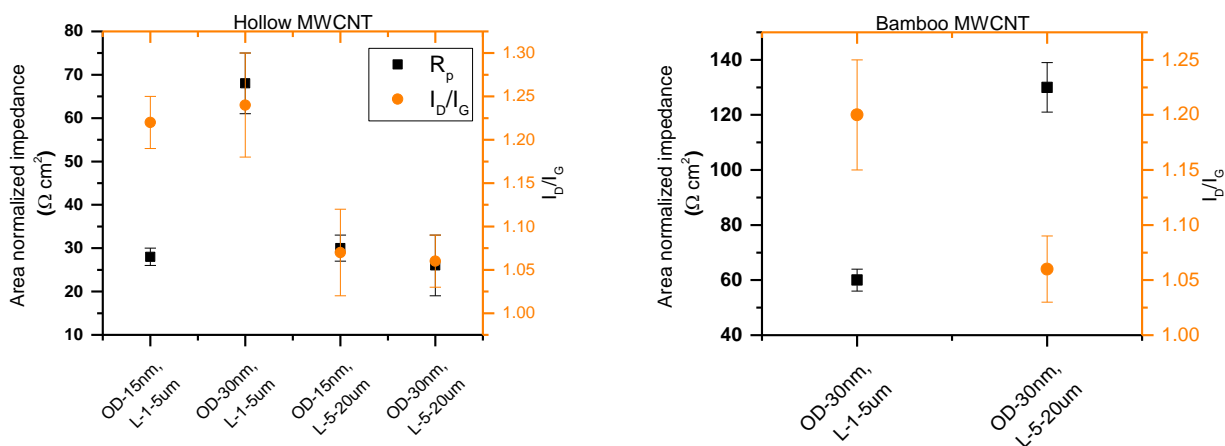 Hollow MWCNT
80
70
60
50
40
30
20
10
Area normalized impedance
(Ω cm²)
1.30
1.25
1.20
1.15
1.10
1.05
1.00
I_D/I_G
R_p
I_D/I_G
OD-15nm,
L-1-5um
OD-30nm,
L-1-5um
OD-15nm,
L-5-20um
OD-30nm,
L-5-20um
Bamboo MWCNT
140
120
100
80
60
40
Area normalized impedance
(Ω cm²)
1.25
1.20
1.15
1.10
1.05
1.00
I_D/I_G
OD-30nm,
L-1-5um
OD-30nm,
L-5-20um